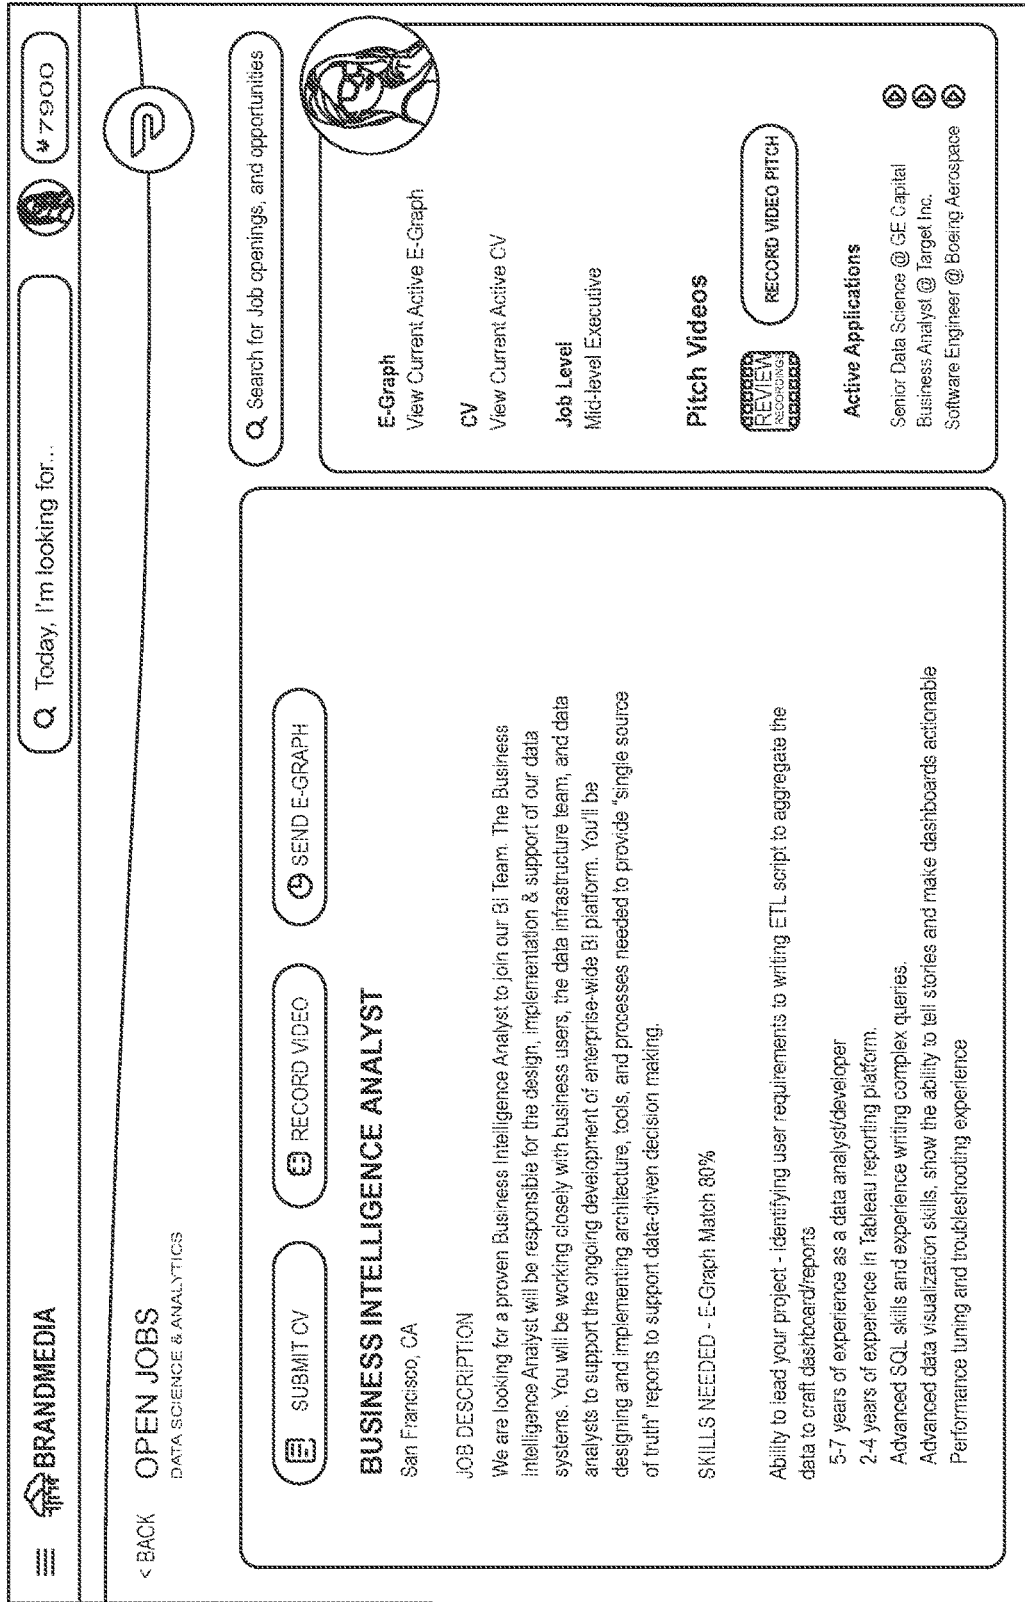 BRANDMEDIA
Today, I'm looking for...
¥7900
< BACK
OPEN JOBS
DATA SCIENCE & ANALYTICS
Search for Job openings, and opportunities
SUBMIT CV
RECORD VIDEO
SEND E-GRAPH
BUSINESS INTELLIGENCE ANALYST
San Francisco, CA
JOB DESCRIPTION
We are looking for a proven Business Intelligence Analyst to join our BI Team. The Business
Intelligence Analyst will be responsible for the design, implementation & support of our data
systems. You will be working closely with business users, the data infrastructure team, and data
analysts to support the ongoing development of enterprise-wide BI platform. You'll be
designing and implementing architecture, tools, and processes needed to provide "single source
of truth" reports to support data-driven decision making.
SKILLS NEEDED - E-Graph Match 80%
Ability to lead your project - identifying user requirements to writing ETL script to aggregate the
data to craft dashboard/reports
5-7 years of experience as a data analyst/developer
2-4 years of experience in Tableau reporting platform.
Advanced SQL skills and experience writing complex queries.
Advanced data visualization skills, show the ability to tell stories and make dashboards actionable
Performance tuning and troubleshooting experience
E-Graph
View Current Active E-Graph
CV
View Current Active CV
Job Level
Mid-level Executive
Pitch Videos
REVIEW
RECORDINGS
RECORD VIDEO PITCH
Active Applications
Senior Data Science @ GE Capital
Business Analyst @ Target Inc.
Software Engineer @ Boeing Aerospace